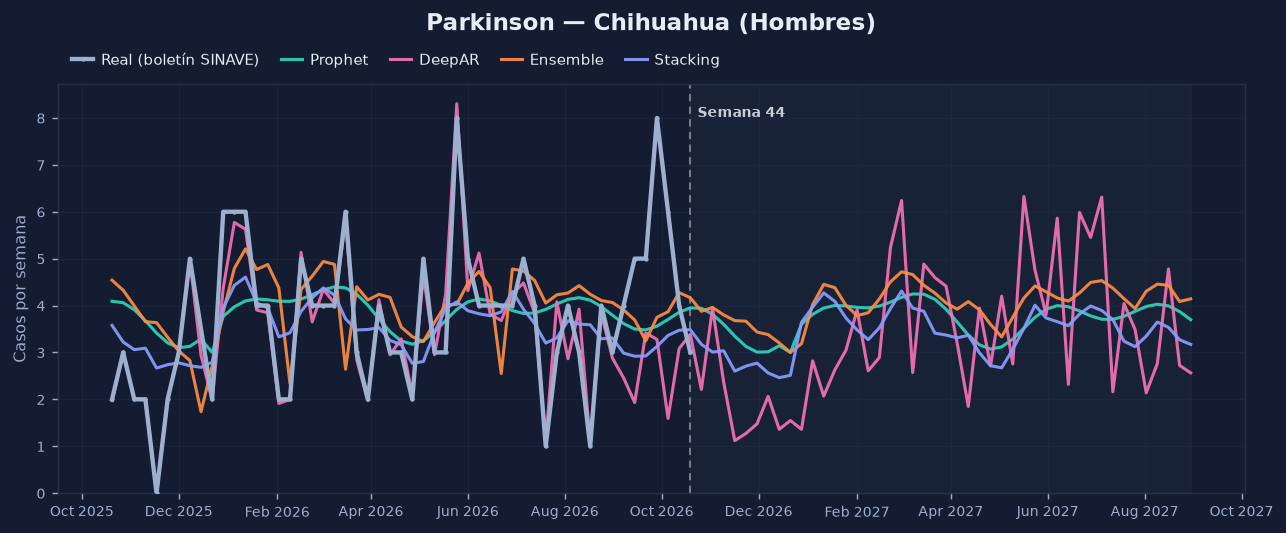 Parkinson — Chihuahua (Hombres)
Real (boletín SINAVE) Prophet DeepAR Ensemble Stacking
Semana 44
Casos por semana
8
7
6
5
4
3
2
1
0
Oct 2025 Dec 2025 Feb 2026 Apr 2026 Jun 2026 Aug 2026 Oct 2026 Dec 2026 Feb 2027 Apr 2027 Jun 2027 Aug 2027 Oct 2027